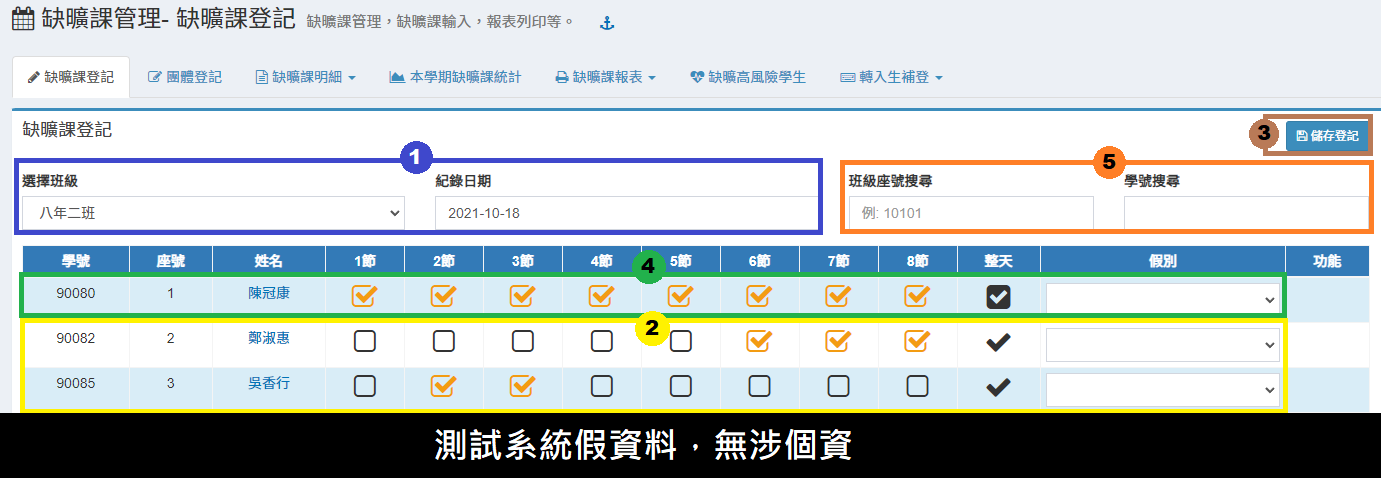 缺曠課管理- 缺曠課登記 缺曠課管理，缺曠課輸入，報表列印等。
缺曠課登記 團體登記 缺曠課明細 本學期缺曠課統計 缺曠課報表 缺曠高風險學生 轉入生補登
缺曠課登記 3 儲存登記
1 5
選擇班級 紀錄日期 班級座號搜尋 學號搜尋
八年二班 2021-10-18 例: 10101
學號 座號 姓名 1節 2節 3節 4節 5節 6節 7節 8節 整天 假別 功能
4
90080 1 陳冠康
2
90082 2 鄭淑惠
90085 3 吳香行
測試系統假資料，無涉個資